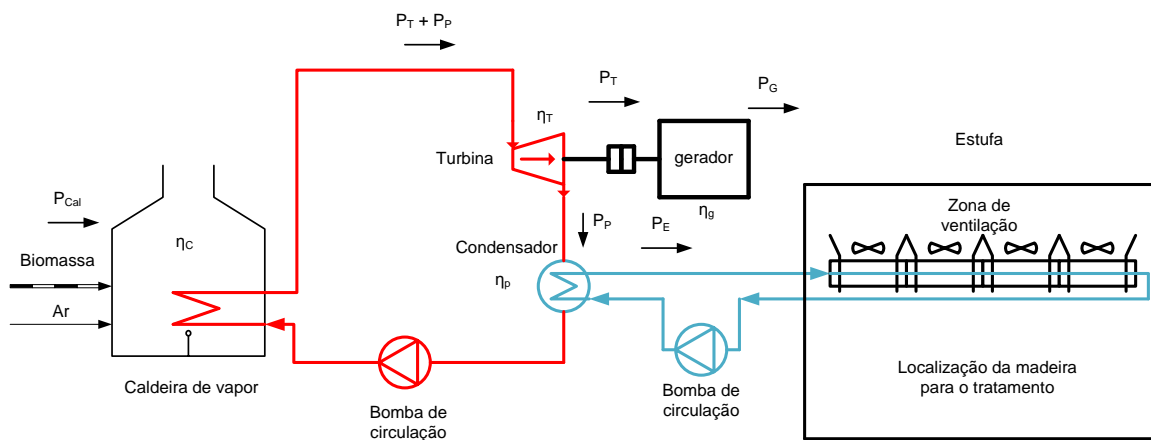 P_T + P_P
P_T
P_G
η_T
Turbina
gerador
η_g
Estufa
P_Cal
η_C
P_P
P_E
Zona de
ventilação
Condensador
η_p
Biomassa
Ar
Caldeira de vapor
Bomba de
circulação
Bomba de
circulação
Localização da madeira
para o tratamento